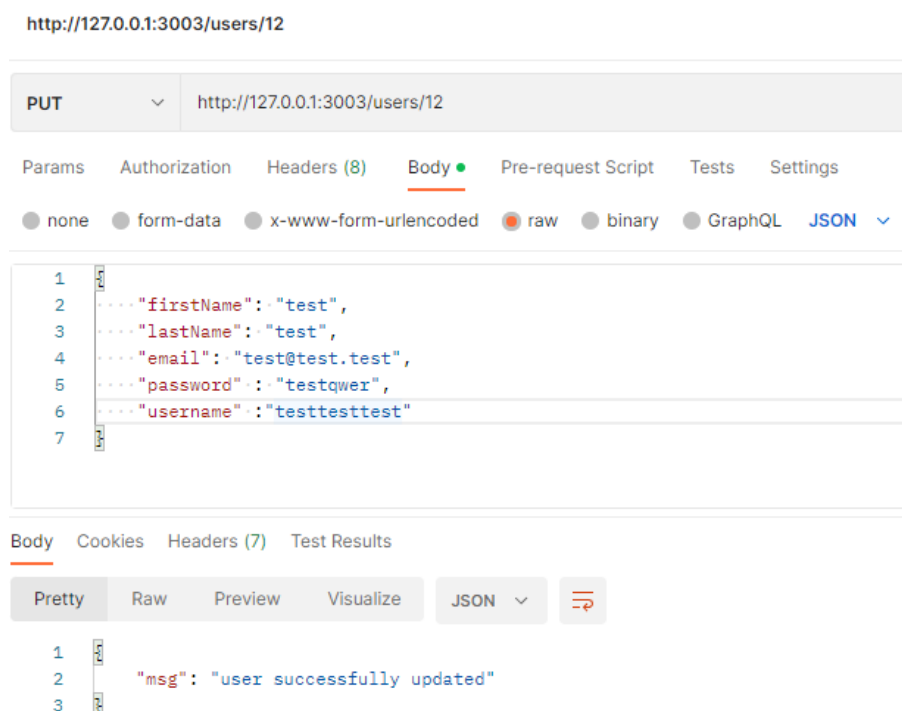 http://127.0.0.1:3003/users/12
PUT http://127.0.0.1:3003/users/12
Params Authorization Headers (8) Body Pre-request Script Tests Settings
none form-data x-www-form-urlencoded raw binary GraphQL JSON
1 {
2 "firstName": "test",
3 "lastName": "test",
4 "email": "test@test.test",
5 "password" : "testqwer",
6 "username" :"testtesttest"
7 }
Body Cookies Headers (7) Test Results
Pretty Raw Preview Visualize JSON
1 {
2 "msg": "user successfully updated"
3 }